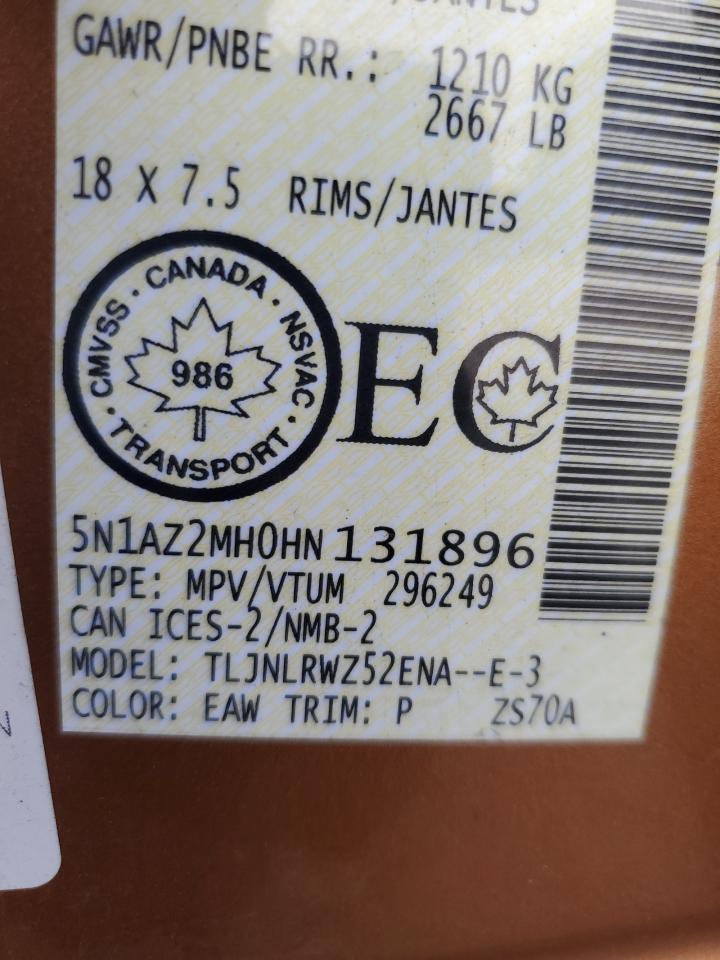 GAWR/PNBE RR.: 1210 KG
2667 LB
18 X 7.5 RIMS/JANTES
CMVSS · CANADA · NSVAC · TRANSPORT ·
986
EC
5N1AZ2MH0HN131896
TYPE: MPV/VTUM 296249
CAN ICES-2/NMB-2
MODEL: TLJNLRWZ52ENA--E-3
COLOR: EAW TRIM: P ZS70A